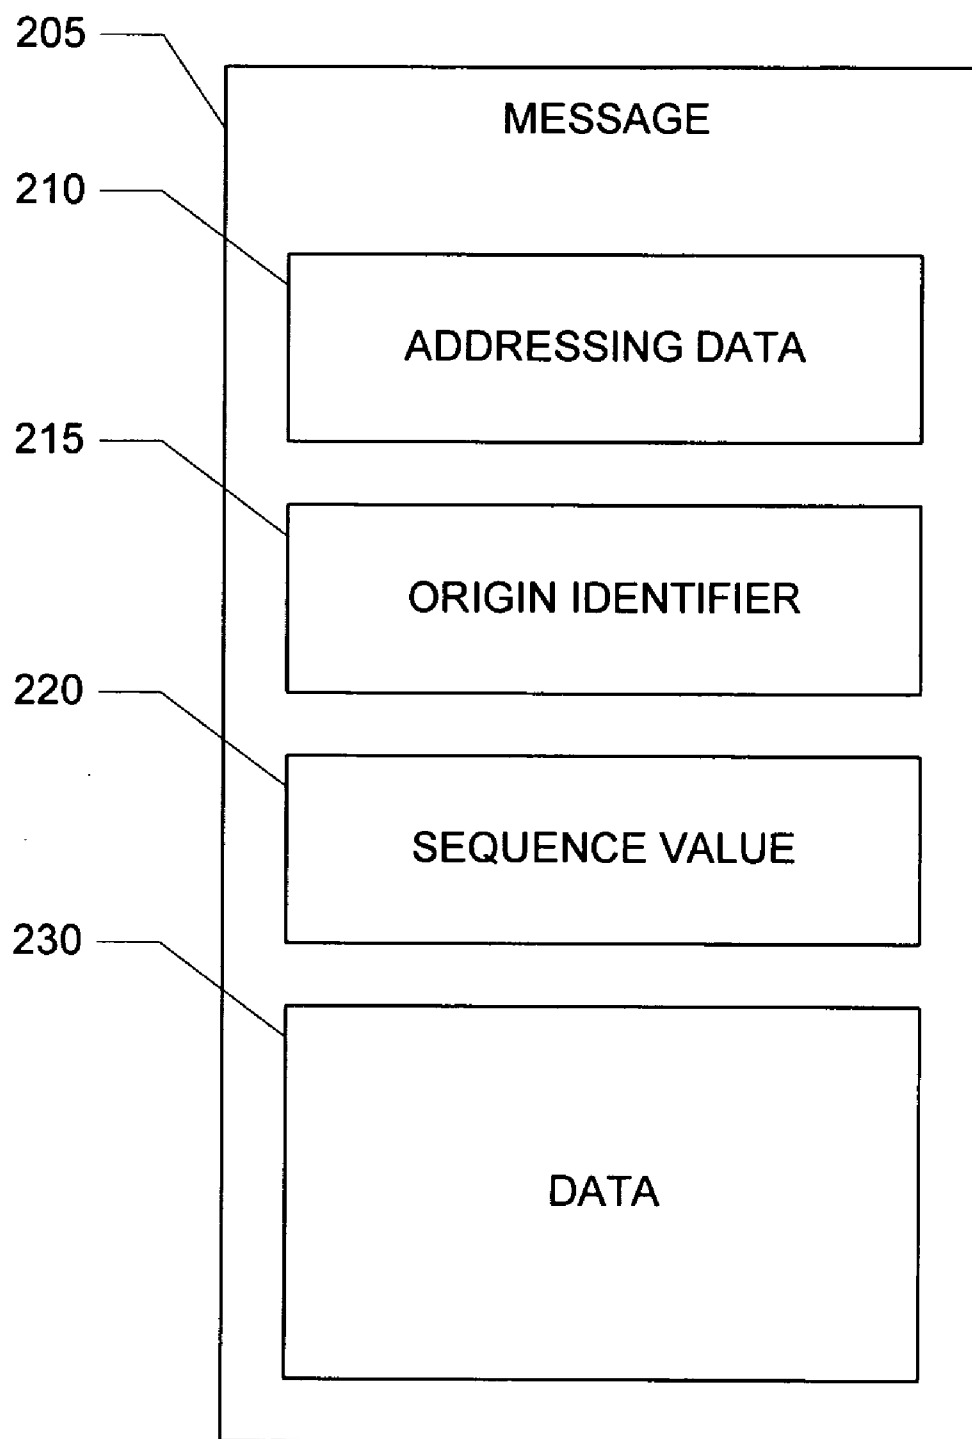 205
MESSAGE
210
ADDRESSING DATA
215
ORIGIN IDENTIFIER
220
SEQUENCE VALUE
230
DATA